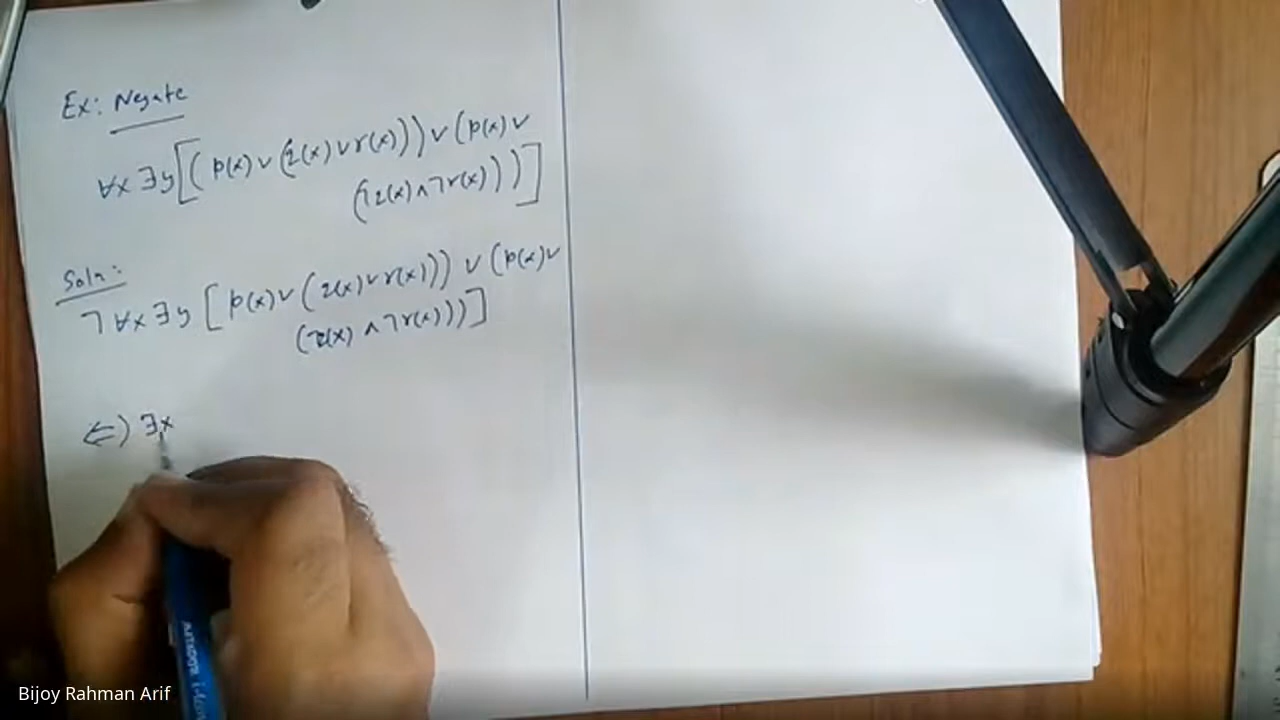 Ex: Negate
∀x ∃y[(p(x) ∨ (q(x) ∨ r(x))) ∨ (p(x) ∨
(¬q(x) ∧ ¬r(x)))]
Soln:
¬∀x ∃y [p(x) ∨ (q(x) ∨ r(x))) ∨ (p(x) ∨
(¬q(x) ∧ ¬r(x)))]
⇔ ∃x
Bijoy Rahman Arif